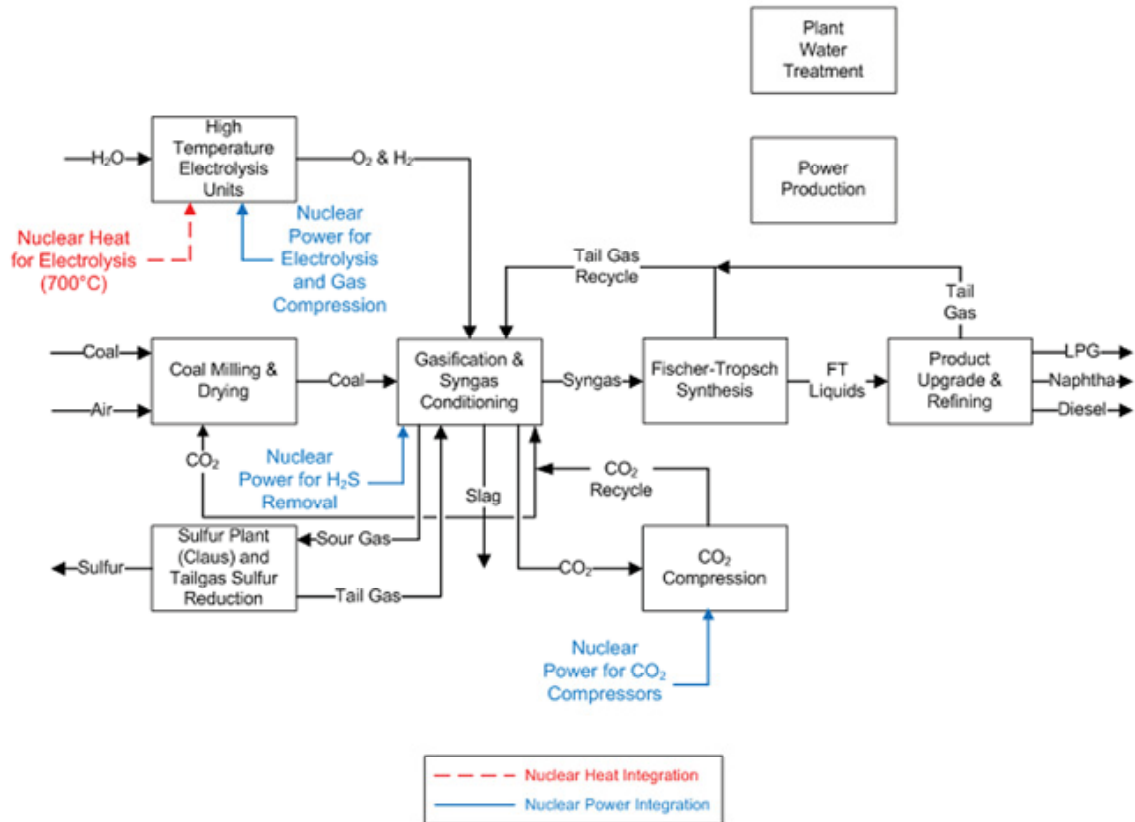 Plant
Water
Treatment
High
Temperature
Electrolysis
Units
H₂O
O₂ & H₂
Power
Production
Nuclear Heat
for Electrolysis
(700°C)
Nuclear
Power for
Electrolysis
and Gas
Compression
Tail Gas
Recycle
Tail
Gas
Coal
Air
Coal Milling &
Drying
Coal
Gasification &
Syngas
Conditioning
Syngas
Fischer-Tropsch
Synthesis
FT
Liquids
Product
Upgrade &
Refining
LPG
Naphtha
Diesel
CO₂
Nuclear
Power for H₂S
Removal
Slag
CO₂
Recycle
Sulfur
Sulfur Plant
(Claus) and
Tailgas Sulfur
Reduction
Sour Gas
Tail Gas
CO₂
CO₂
Compression
Nuclear
Power for CO₂
Compressors
Nuclear Heat Integration
Nuclear Power Integration